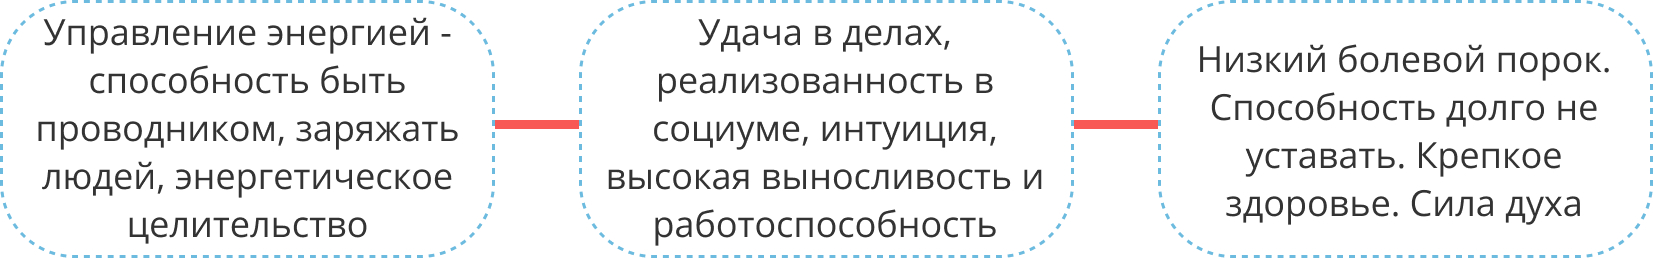 Управление энергией -
способность быть
проводником, заряжать
людей, энергетическое
целительство
Удача в делах,
реализованность в
социуме, интуиция,
высокая выносливость и
работоспособность
Низкий болевой порок.
Способность долго не
уставать. Крепкое
здоровье. Сила духа